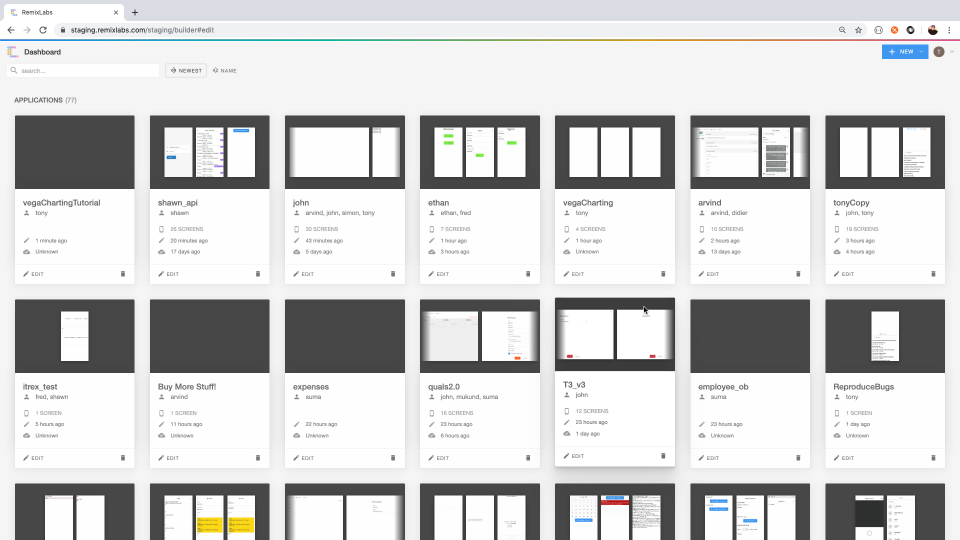 RemixLabs
staging.remixlabs.com/staging/builder#edit
Dashboard
NEW
T
search...
NEWEST
NAME
APPLICATIONS (77)
vegaChartingTutorial
tony
1 minute ago
Unknown
EDIT
shawn_api
shawn
26 SCREENS
20 minutes ago
17 days ago
EDIT
john
arvind, john, simon, tony
30 SCREENS
43 minutes ago
5 days ago
EDIT
ethan
ethan, fred
7 SCREENS
1 hour ago
3 hours ago
EDIT
vegaCharting
tony
4 SCREENS
1 hour ago
Unknown
EDIT
arvind
arvind, didier
10 SCREENS
2 hours ago
13 days ago
EDIT
tonyCopy
john, tony
19 SCREENS
3 hours ago
4 hours ago
EDIT
itrex_test
fred, shawn
1 SCREEN
5 hours ago
Unknown
EDIT
Buy More Stuff!
arvind
1 SCREEN
11 hours ago
Unknown
EDIT
expenses
suma
22 hours ago
Unknown
EDIT
quals2.0
john, mukund, suma
16 SCREENS
23 hours ago
6 hours ago
EDIT
T3_v3
john
12 SCREENS
23 hours ago
1 day ago
EDIT
employee_ob
suma
23 hours ago
Unknown
EDIT
ReproduceBugs
tony
1 SCREEN
1 day ago
Unknown
EDIT